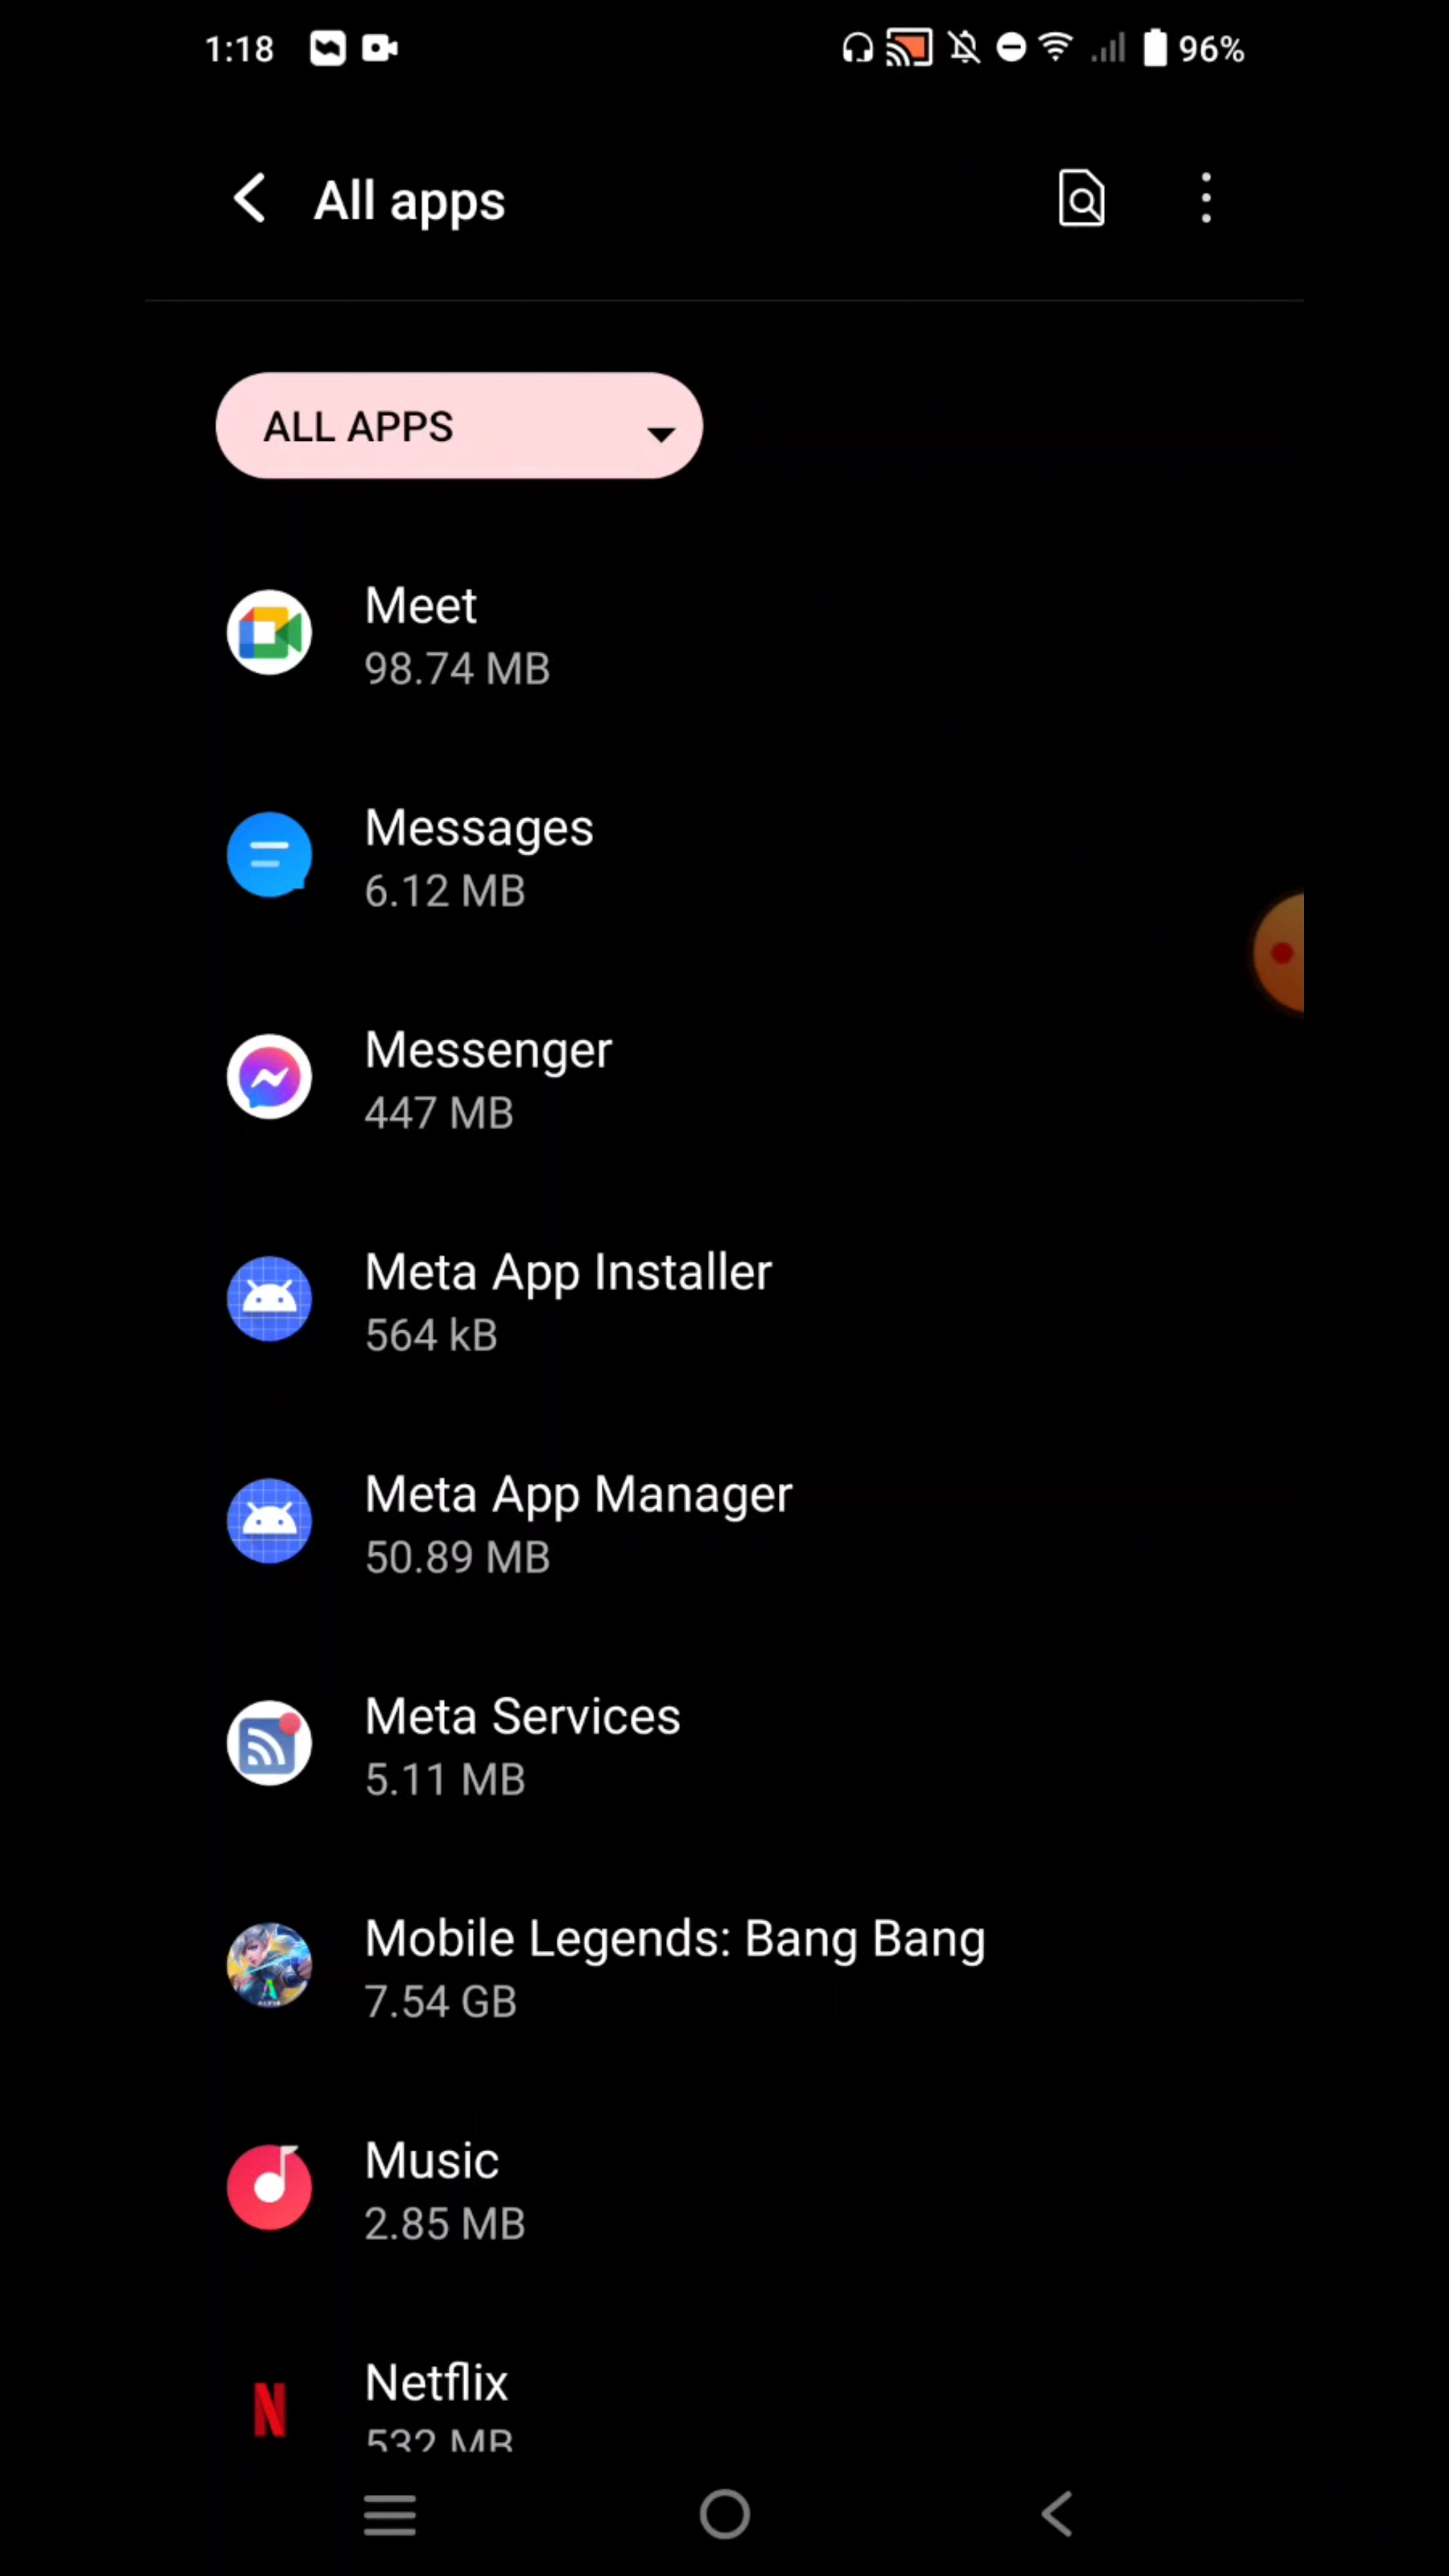 1:18
96%
All apps
ALL APPS
Meet
98.74 MB
Messages
6.12 MB
Messenger
447 MB
Meta App Installer
564 kB
Meta App Manager
50.89 MB
Meta Services
5.11 MB
Mobile Legends: Bang Bang
7.54 GB
Music
2.85 MB
Netflix
532 MB